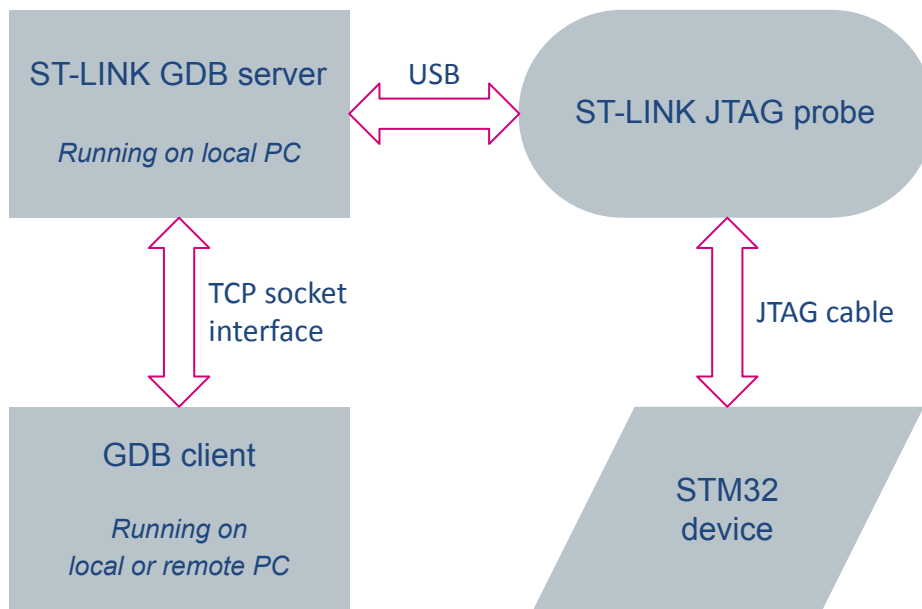 ST-LINK GDB server
Running on local PC
USB
ST-LINK JTAG probe
TCP socket
interface
JTAG cable
GDB client
Running on
local or remote PC
STM32
device